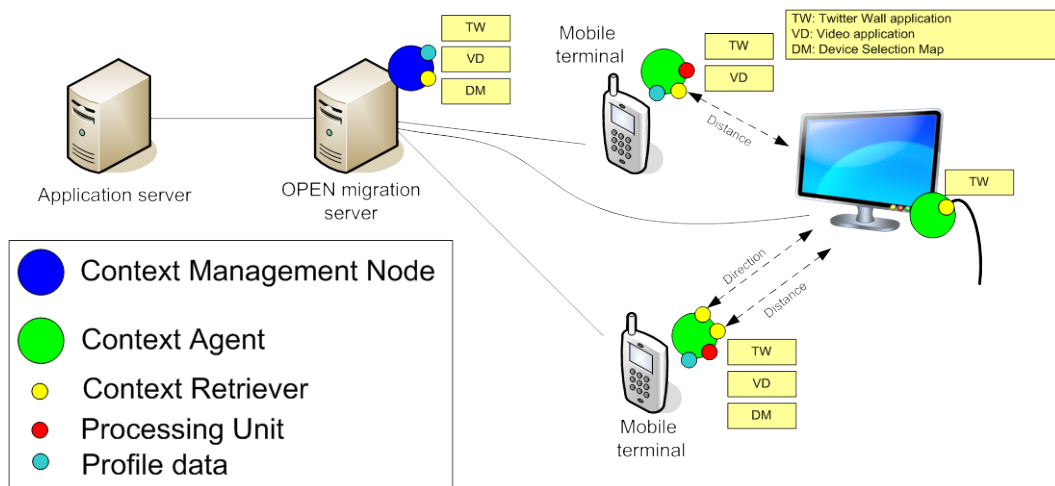 TW: Twitter Wall application
VD: Video application
DM: Device Selection Map
TW
VD
DM
Mobile
terminal
TW
VD
Distance
TW
Application server
OPEN migration
server
Direction
Distance
Context Management Node
Context Agent
Context Retriever
Processing Unit
Profile data
TW
VD
DM
Mobile
terminal